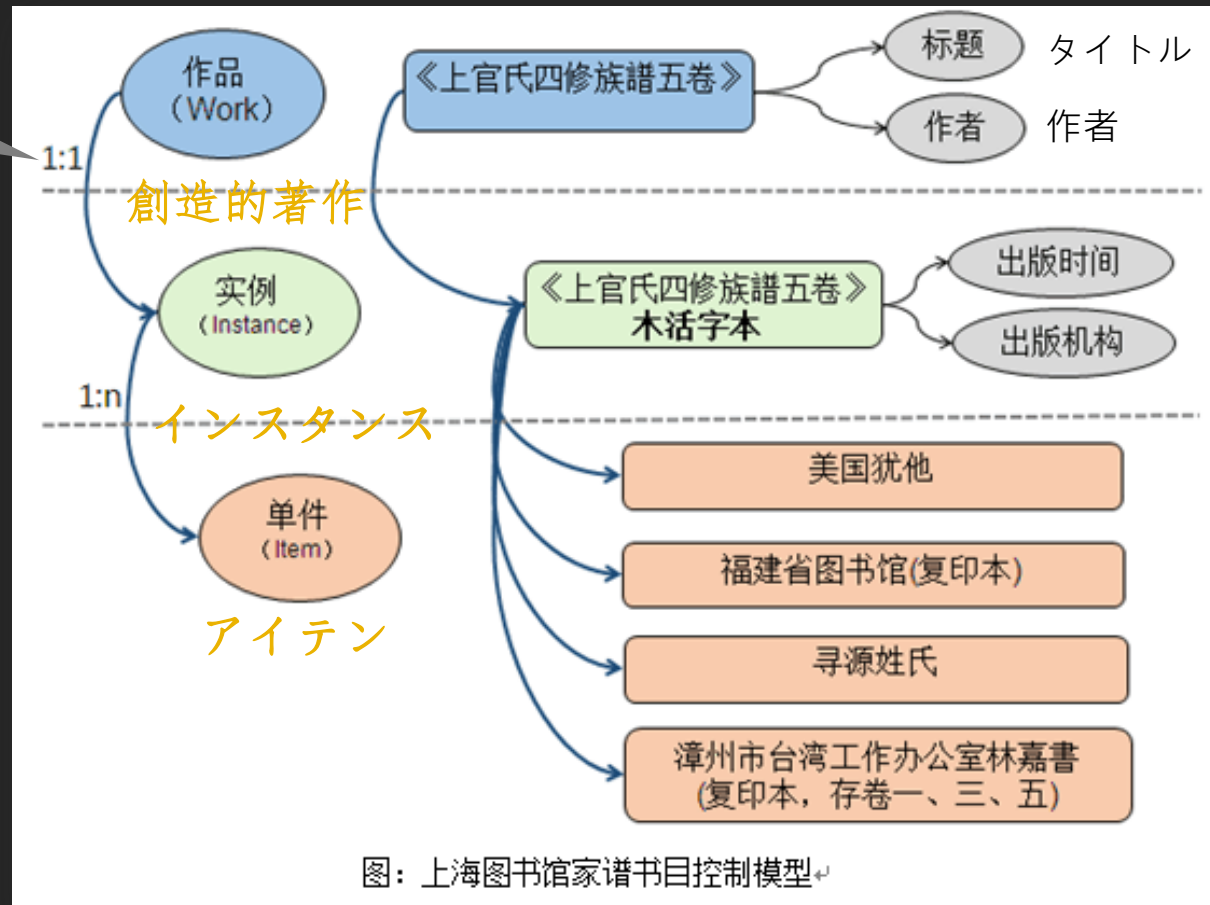 作品
（Work）
《上官氏四修族譜五卷》
标题
タイトル
作者
作者
1:1
創造的著作
实例
（Instance）
《上官氏四修族譜五卷》
木活字本
出版时间
出版机构
1:n
インスタンス
单件
（Item）
アイテン
美国犹他
福建省图书馆(复印本)
寻源姓氏
漳州市台湾工作办公室林嘉書
(复印本，存卷一、三、五)
图：上海图书馆家谱书目控制模型↵